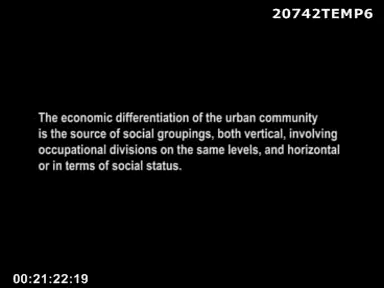 20742TEMP6
The economic differentiation of the urban community
is the source of social groupings, both vertical, involving
occupational divisions on the same levels, and horizontal
or in terms of social status.
00:21:22:19